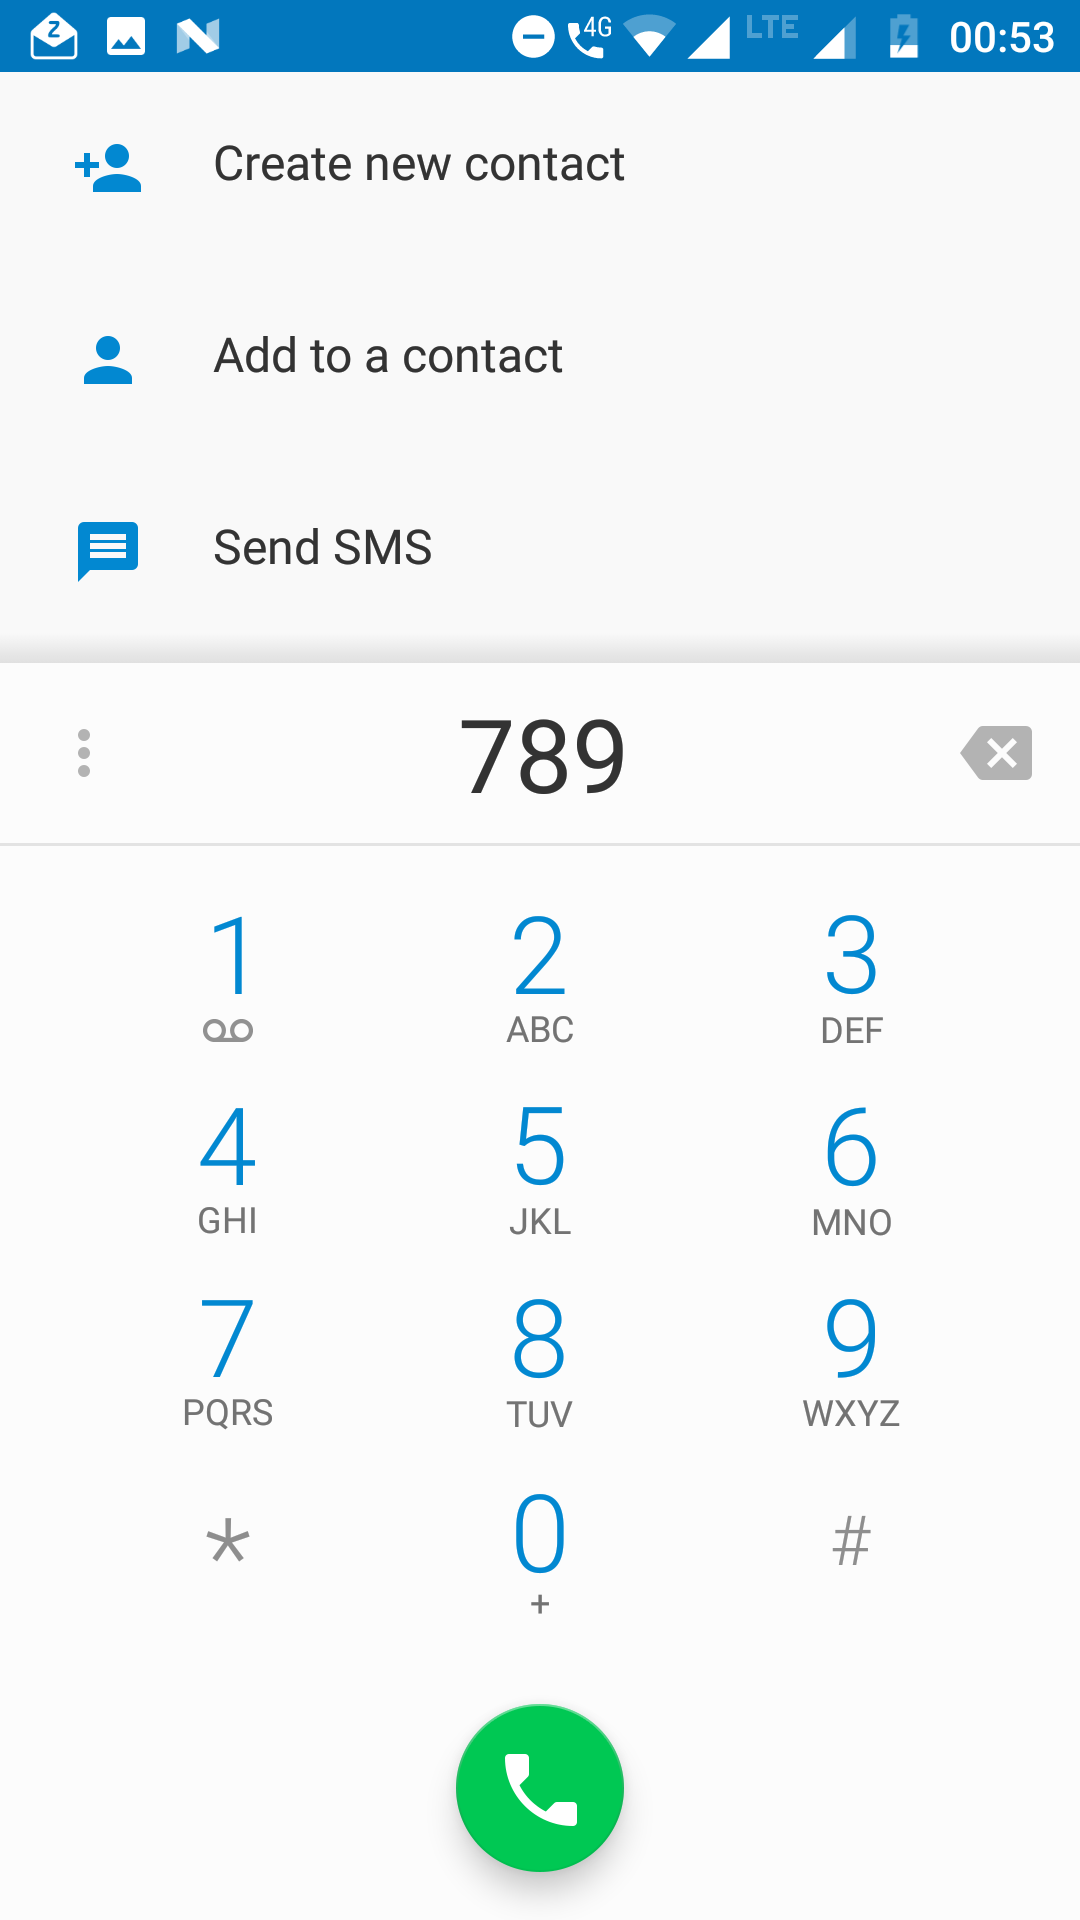 4G LTE 00:53
Create new contact
Add to a contact
Send SMS
789
1 2 3
ABC DEF
4 5 6
GHI JKL MNO
7 8 9
PQRS TUV WXYZ
* 0 #
+